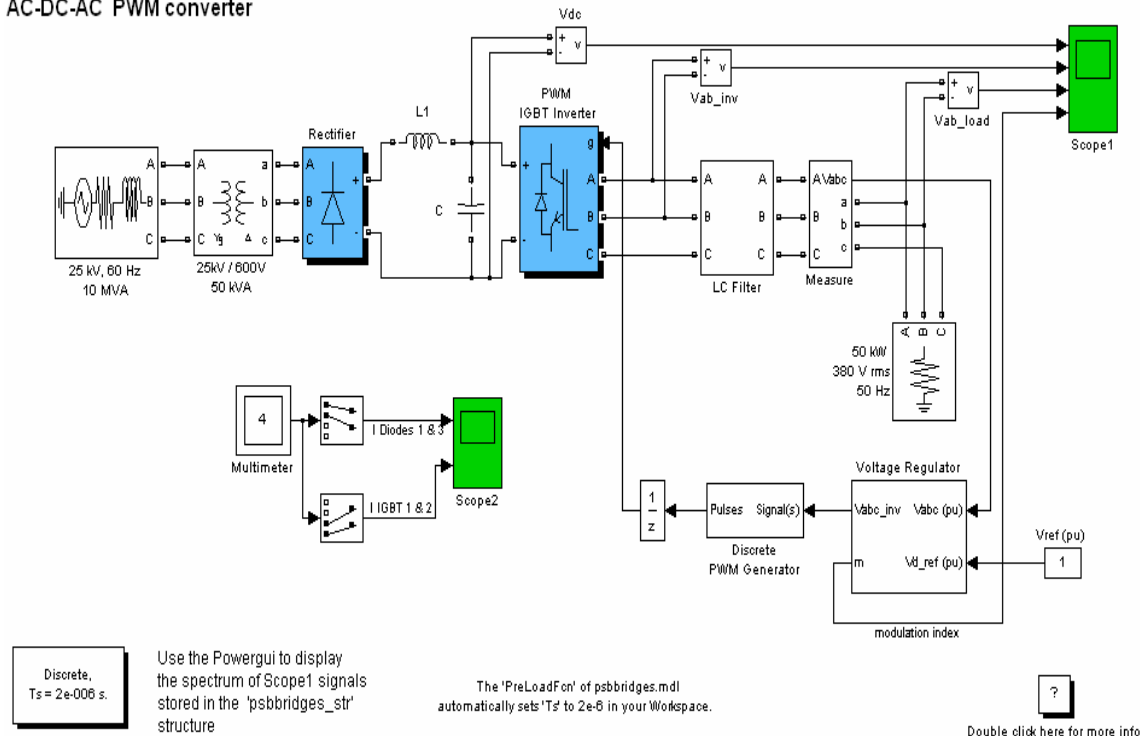 AC-DC-AC PWM converter
Vdc
+
-
v
+
-
v
Vab_inv
+
-
v
Vab_load
Scope1
PWM
IGBT Inverter
L1
Rectifier
A
B
C
25 kV, 60 Hz
10 MVA
A
B
C
a
b
c
Yg
Δ
25kV / 600V
50 kVA
A
B
C
+
-
C
+
-
g
A
B
C
A
B
C
A
B
C
LC Filter
A
B
C
Vabc
a
b
c
Measure
A
B
C
50 kW
380 V rms
50 Hz
4
Multimeter
I Diodes 1 & 3
I IGBT 1 & 2
Scope2
1
z
Pulses
Signal(s)
Discrete
PWM Generator
Voltage Regulator
Vabc_inv
Vabc (pu)
m
Vd_ref (pu)
Vref (pu)
1
modulation index
Discrete,
Ts = 2e-006 s.
Use the Powergui to display
the spectrum of Scope1 signals
stored in the 'psbbridges_str'
structure
The 'PreLoadFcn' of psbbridges.mdl
automatically sets 'Ts' to 2e-6 in your Workspace.
?
Double click here for more info